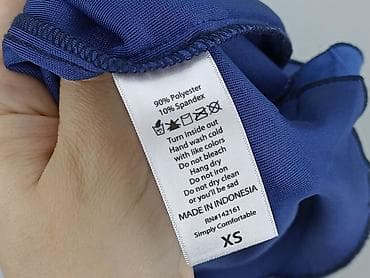 90% Polyester
10% Spandex
Turn Inside out
Hand wash cold
with like colors
Do not bleach
Hang dry
Do not iron
Do not dry clean
or you'll be sad
MADE IN INDONESIA
RN#142161
Simply Comfortable
XS